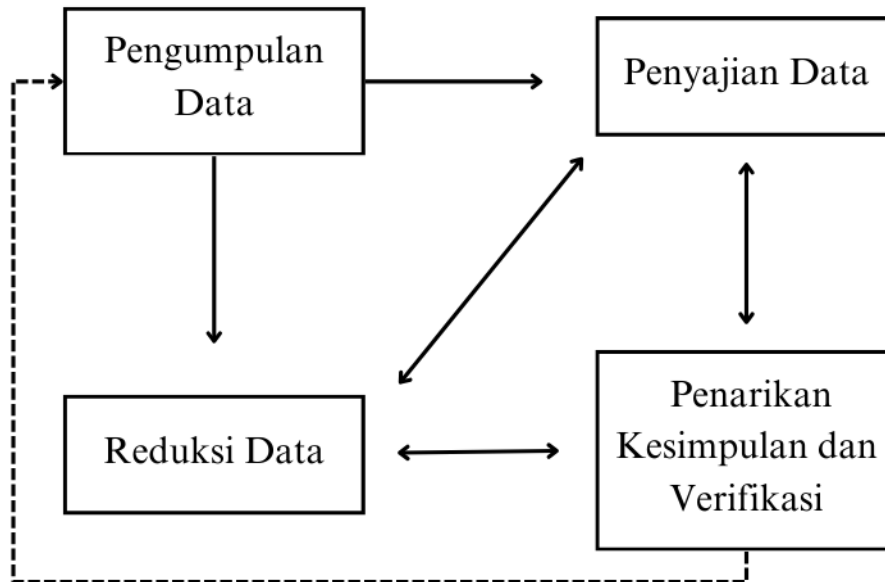 Pengumpulan
Data
Penyajian Data
Reduksi Data
Penarikan
Kesimpulan dan
Verifikasi